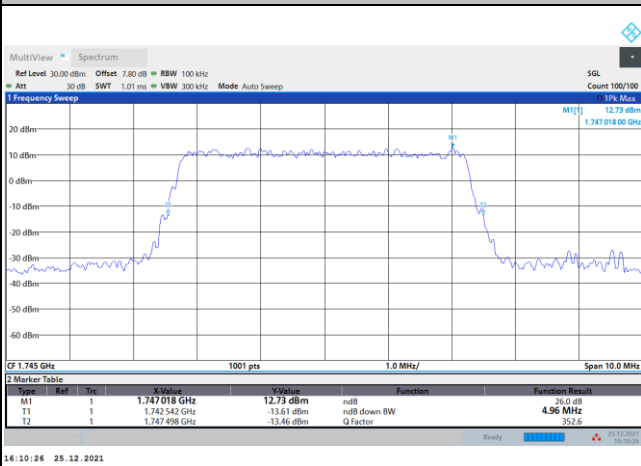 MultiView Spectrum
Ref Level 30.00 dBm Offset 7.80 dB RBW 100 kHz SGL
Att 30 dB SWT 1.01 ms VBW 300 kHz Mode Auto Sweep Count 100/100
1 Frequency Sweep 1Pk Max
M1[1] 12.73 dBm
1.747 018 00 GHz
20 dBm
M1
10 dBm
0 dBm
-10 dBm
-20 dBm
-30 dBm
-40 dBm
-50 dBm
-60 dBm
CF 1.745 GHz 1001 pts 1.0 MHz/ Span 10.0 MHz
2 Marker Table
Type Ref Trc X-Value Y-Value Function Function Result
M1 1 1.747 018 GHz 12.73 dBm ndB 26.0 dB
T1 1 1.742 542 GHz -13.61 dBm ndB down BW 4.96 MHz
T2 1 1.747 498 GHz -13.46 dBm Q Factor 352.6
Ready 25.12.2021
16:10:26
16:10:26 25.12.2021